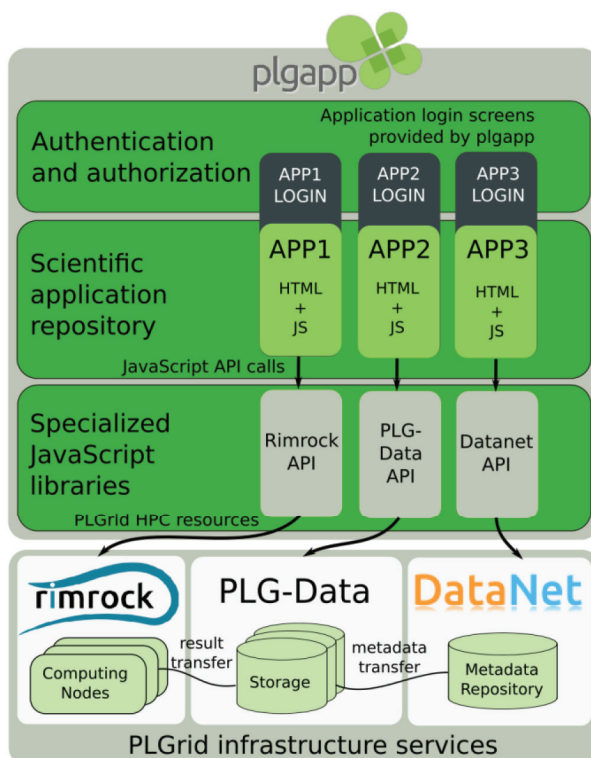 plgapp
Authentication
and authorization
Application login screens
provided by plgapp
APP1
LOGIN
APP2
LOGIN
APP3
LOGIN
Scientific
application
repository
APP1
HTML
+
JS
APP2
HTML
+
JS
APP3
HTML
+
JS
JavaScript API calls
Specialized
JavaScript
libraries
Rimrock
API
PLG-
Data
API
Datanet
API
PLGrid HPC resources
rimrock
PLG-Data
DataNet
Computing
Nodes
result
transfer
Storage
metadata
transfer
Metadata
Repository
PLGrid infrastructure services